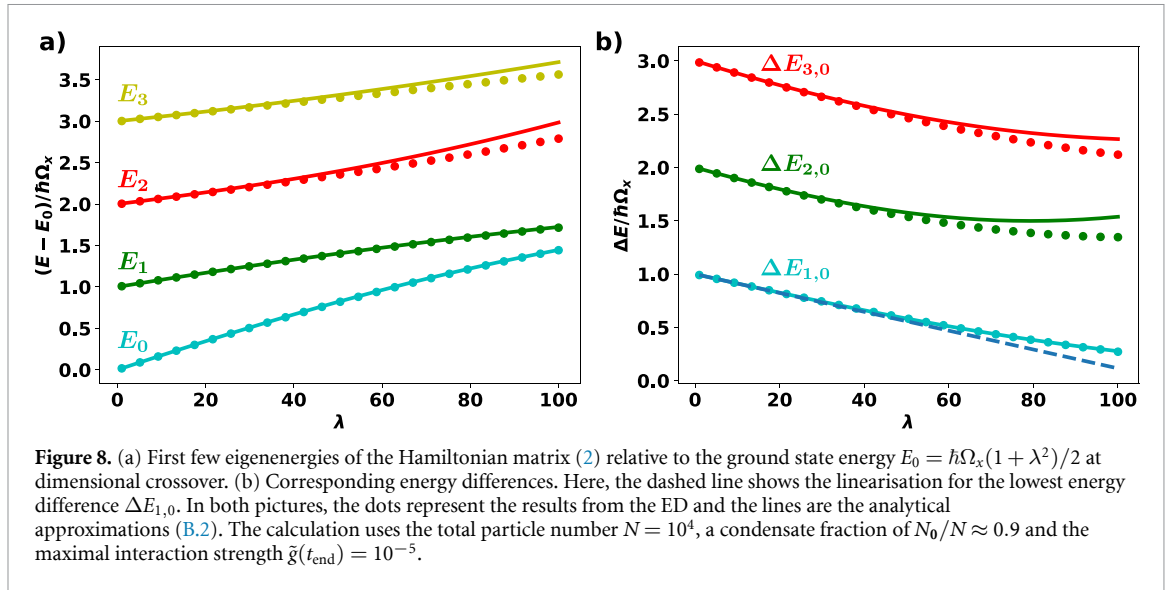 a)
(E − E₀)/ħΩₓ
3.5
3.0
2.5
2.0
1.5
1.0
0.5
0.0
E₃
E₂
E₁
E₀
0 20 40 60 80 100
λ
b)
ΔE/ħΩₓ
3.0
2.5
2.0
1.5
1.0
0.5
0.0
ΔE₃,₀
ΔE₂,₀
ΔE₁,₀
0 20 40 60 80 100
λ
Figure 8. (a) First few eigenenergies of the Hamiltonian matrix (2) relative to the ground state energy E₀ = ħΩₓ(1 + λ²)/2 at
dimensional crossover. (b) Corresponding energy differences. Here, the dashed line shows the linearisation for the lowest energy
difference ΔE₁,₀. In both pictures, the dots represent the results from the ED and the lines are the analytical
approximations (B.2). The calculation uses the total particle number N = 10⁴, a condensate fraction of N₀/N ≈ 0.9 and the
maximal interaction strength g̃(t_end) = 10⁻⁵.